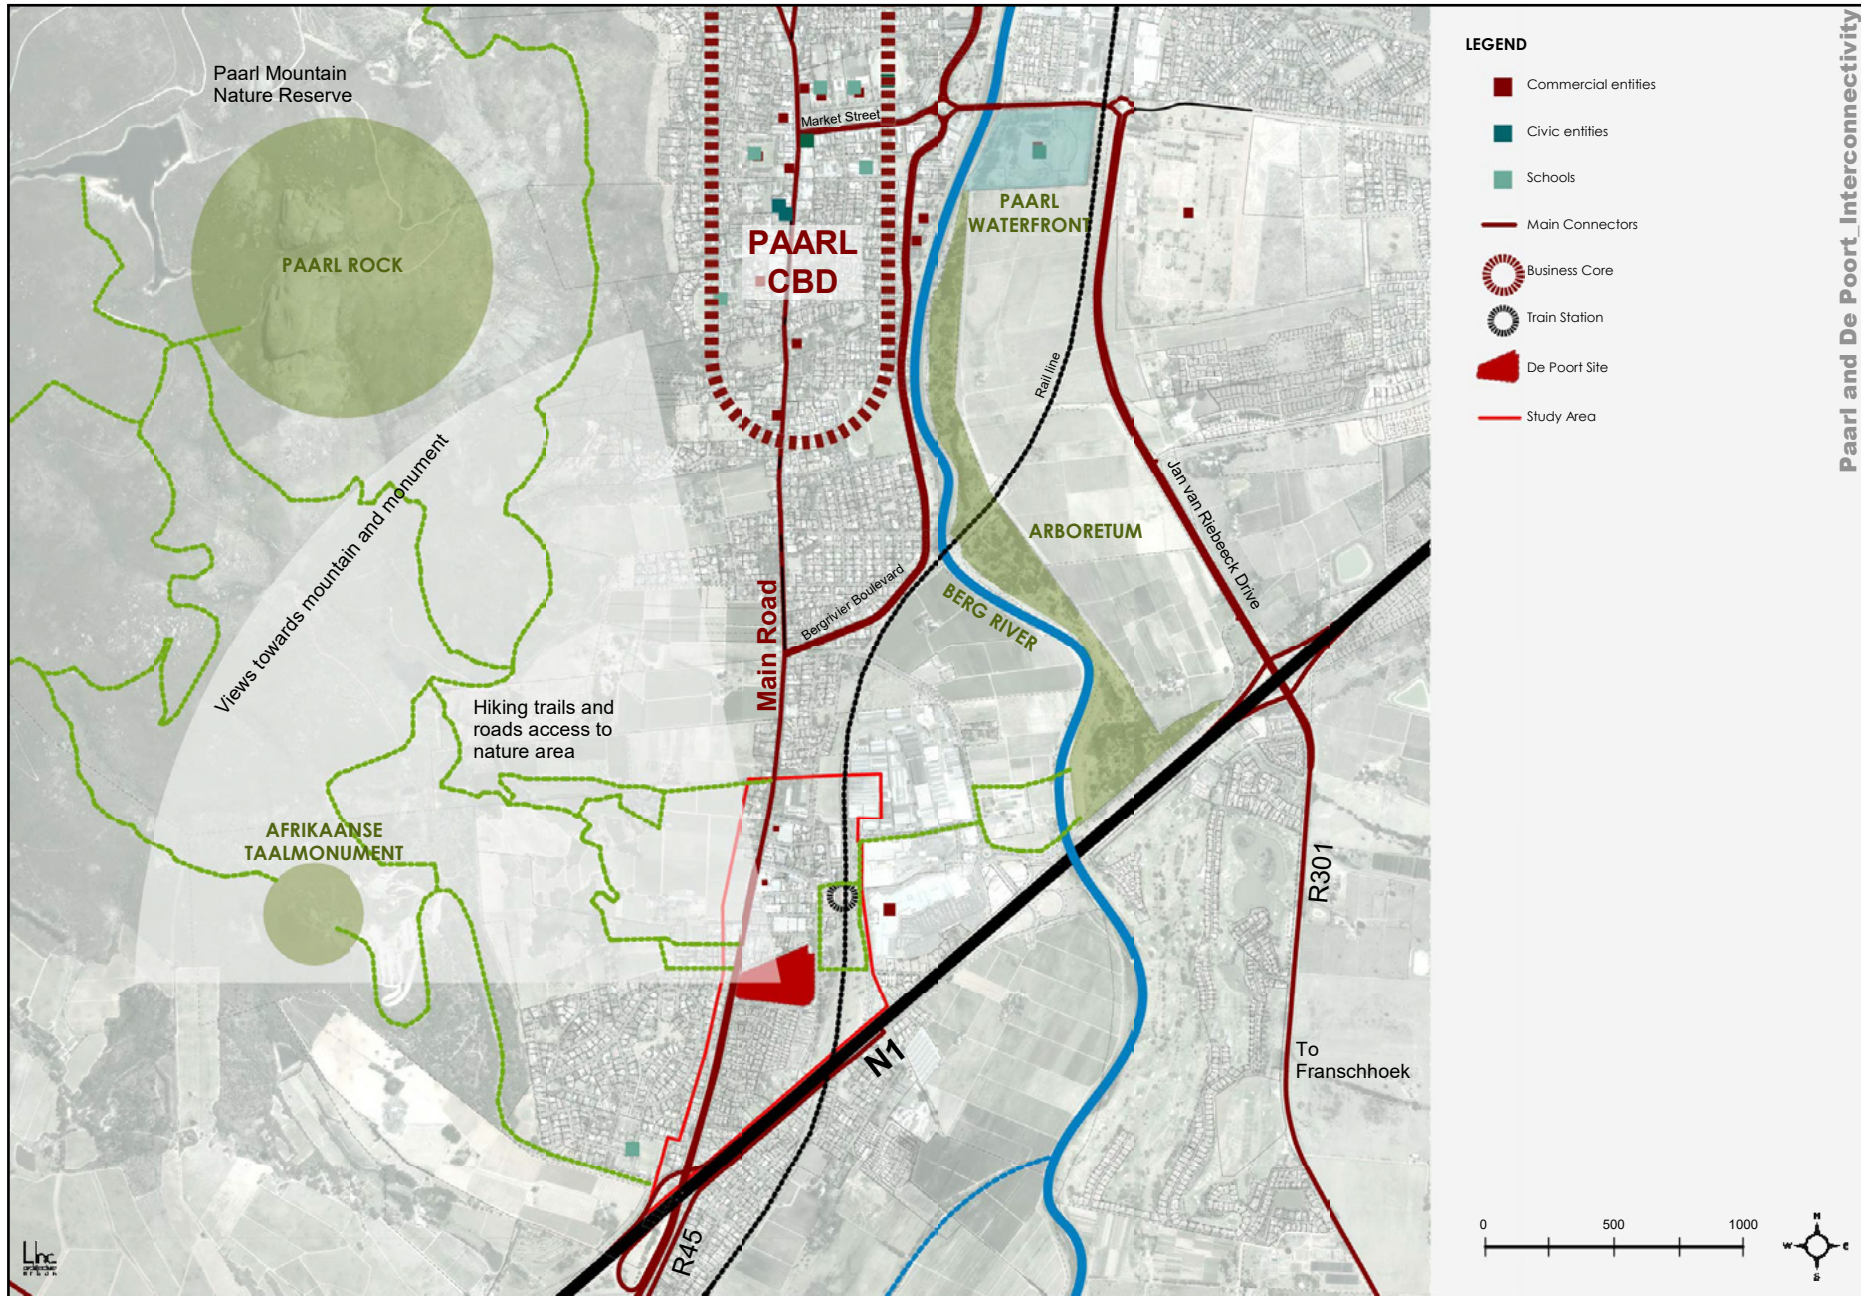 Paarl Mountain
Nature Reserve
PAARL ROCK
Market Street
PAARL
CBD
PAARL
WATERFRONT
Rail line
Views towards mountain and monument
ARBORETUM
Jan van Riebeeck Drive
BERG RIVER
Bergrivier Boulevard
Main Road
Hiking trails and
roads access to
nature area
AFRIKAANSE
TAALMONUMENT
R301
N1
To
Franschhoek
R45
LEGEND
Commercial entities
Civic entities
Schools
Main Connectors
Business Core
Train Station
De Poort Site
Study Area
Paarl and De Poort_Interconnectivity
0 500 1000
N
W E
S